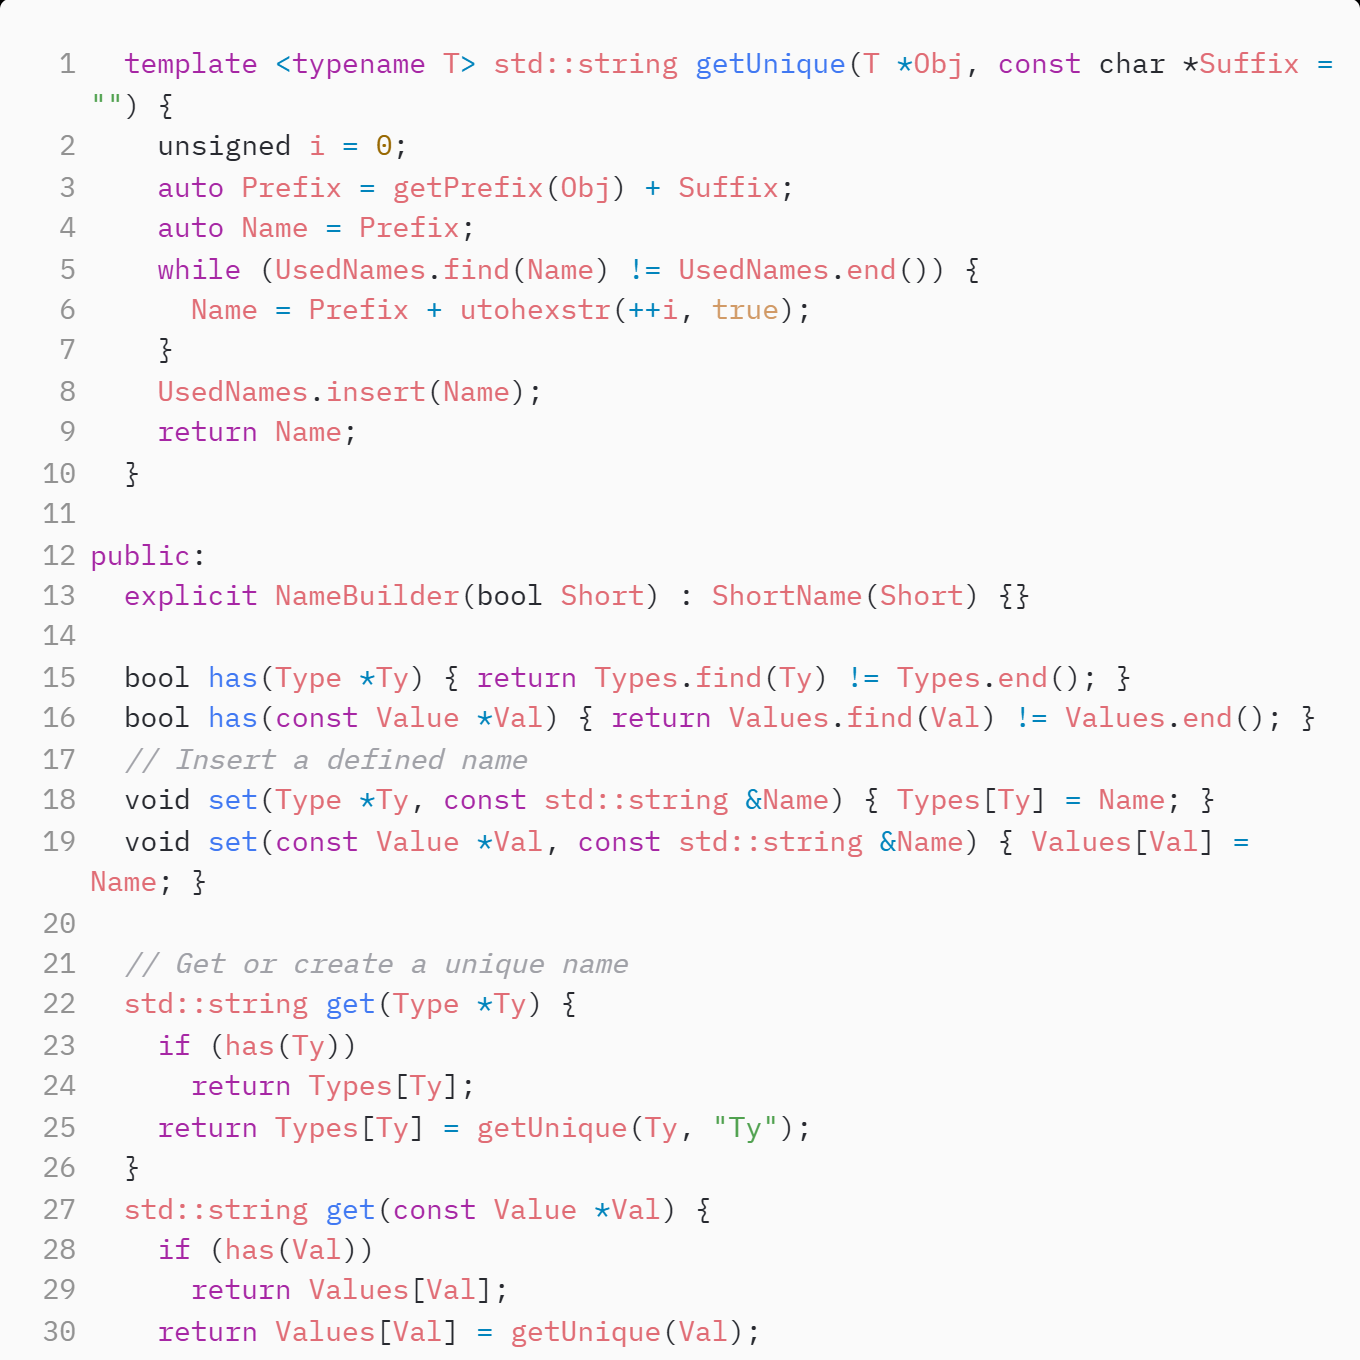 1   template <typename T> std::string getUnique(T *Obj, const char *Suffix =
"") {
2     unsigned i = 0;
3     auto Prefix = getPrefix(Obj) + Suffix;
4     auto Name = Prefix;
5     while (UsedNames.find(Name) != UsedNames.end()) {
6       Name = Prefix + utohexstr(++i, true);
7     }
8     UsedNames.insert(Name);
9     return Name;
10   }
11
12 public:
13   explicit NameBuilder(bool Short) : ShortName(Short) {}
14
15   bool has(Type *Ty) { return Types.find(Ty) != Types.end(); }
16   bool has(const Value *Val) { return Values.find(Val) != Values.end(); }
17   // Insert a defined name
18   void set(Type *Ty, const std::string &Name) { Types[Ty] = Name; }
19   void set(const Value *Val, const std::string &Name) { Values[Val] =
Name; }
20
21   // Get or create a unique name
22   std::string get(Type *Ty) {
23     if (has(Ty))
24       return Types[Ty];
25     return Types[Ty] = getUnique(Ty, "Ty");
26   }
27   std::string get(const Value *Val) {
28     if (has(Val))
29       return Values[Val];
30     return Values[Val] = getUnique(Val);